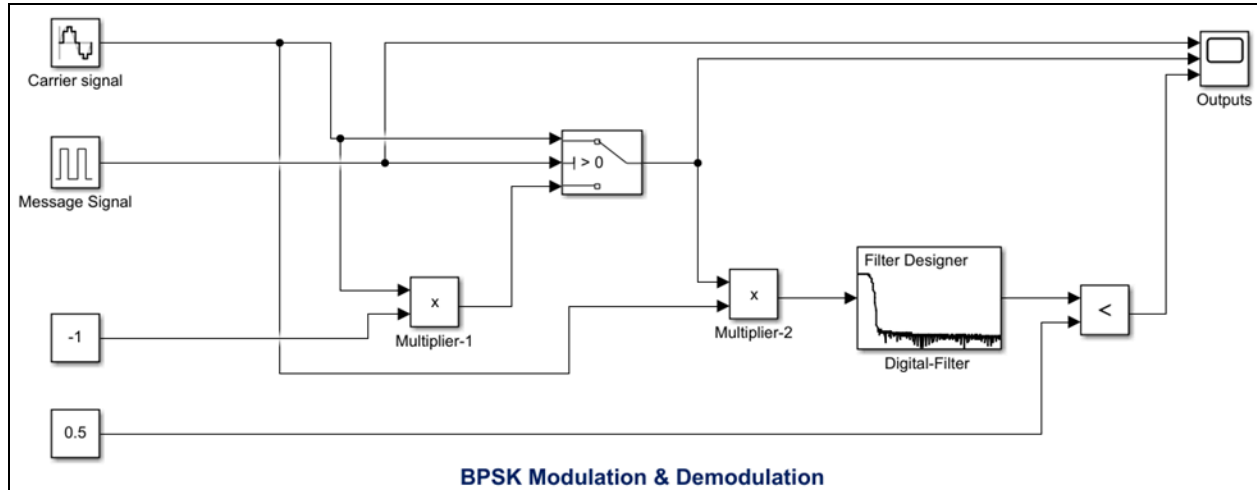 Carrier signal
Outputs
> 0
Message Signal
Filter Designer
x
Multiplier-1
x
Multiplier-2
<
Digital-Filter
-1
0.5
BPSK Modulation & Demodulation